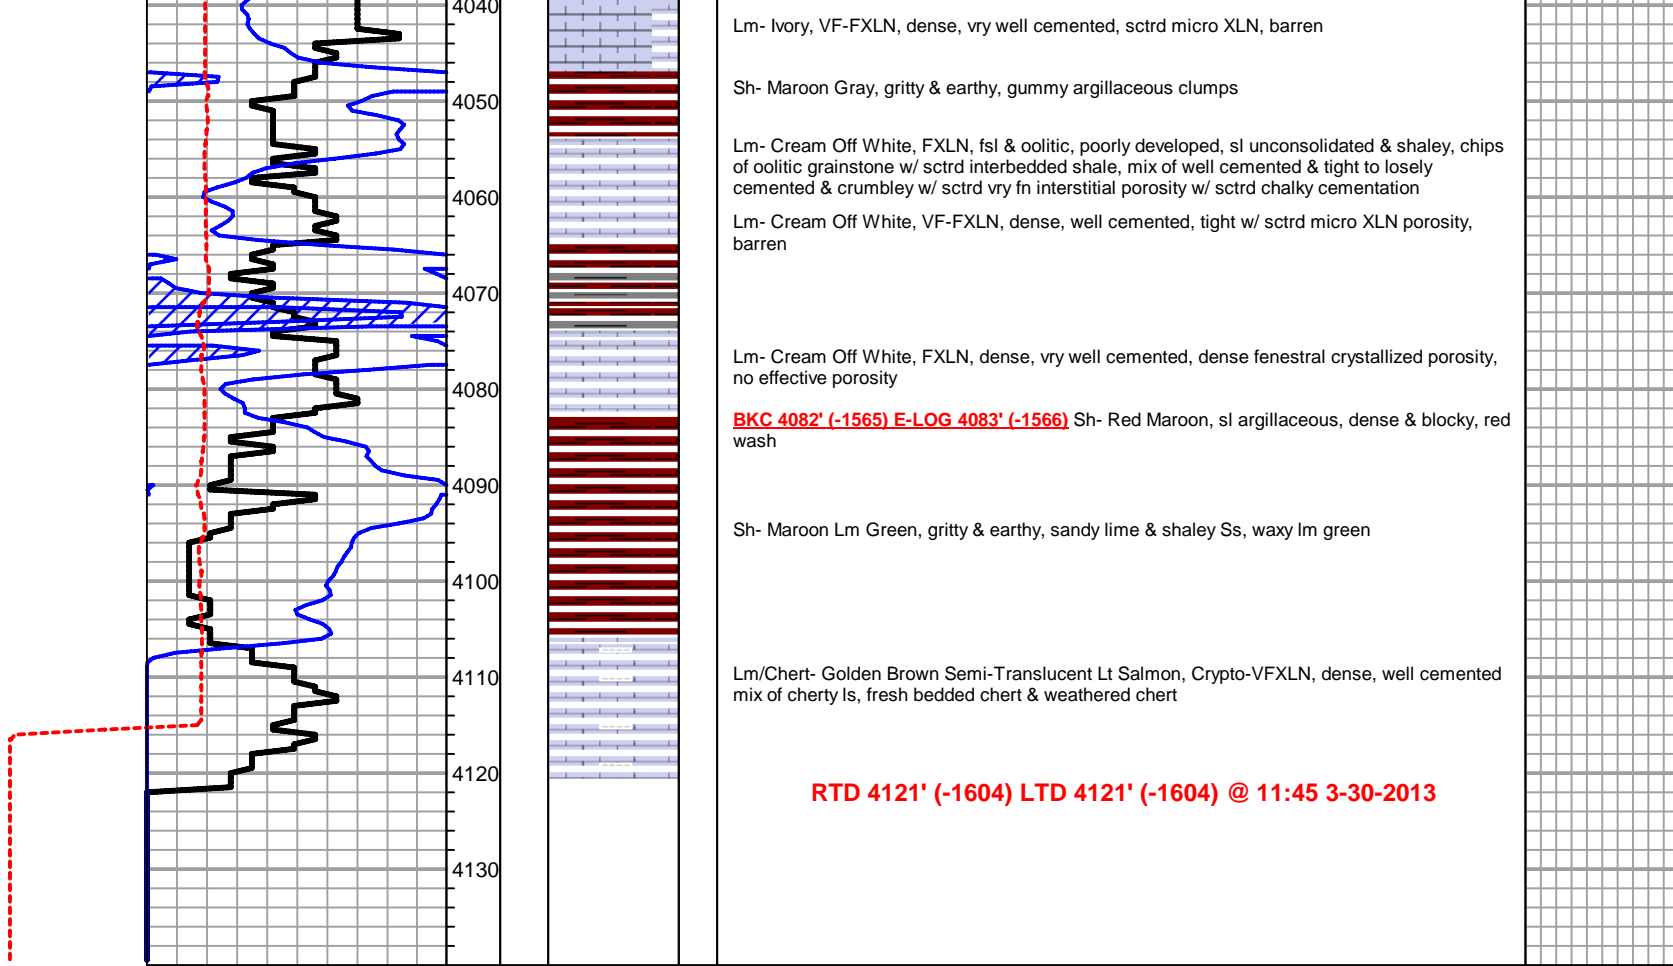 4040
Lm- Ivory, VF-FXLN, dense, vry well cemented, sctrd micro XLN, barren
Sh- Maroon Gray, gritty & earthy, gummy argillaceous clumps
4050
Lm- Cream Off White, FXLN, fsl & oolitic, poorly developed, sl unconsolidated & shaley, chips
of oolitic grainstone w/ sctrd interbedded shale, mix of well cemented & tight to losely
cemented & crumbley w/ sctrd vry fn interstitial porosity w/ sctrd chalky cementation
4060
Lm- Cream Off White, VF-FXLN, dense, well cemented, tight w/ sctrd micro XLN porosity,
barren
4070
Lm- Cream Off White, FXLN, dense, vry well cemented, dense fenestral crystallized porosity,
no effective porosity
4080
BKC 4082' (-1565) E-LOG 4083' (-1566) Sh- Red Maroon, sl argillaceous, dense & blocky, red
wash
4090
Sh- Maroon Lm Green, gritty & earthy, sandy lime & shaley Ss, waxy lm green
4100
4110
Lm/Chert- Golden Brown Semi-Translucent Lt Salmon, Crypto-VFXLN, dense, well cemented
mix of cherty ls, fresh bedded chert & weathered chert
4120
RTD 4121' (-1604) LTD 4121' (-1604) @ 11:45 3-30-2013
4130